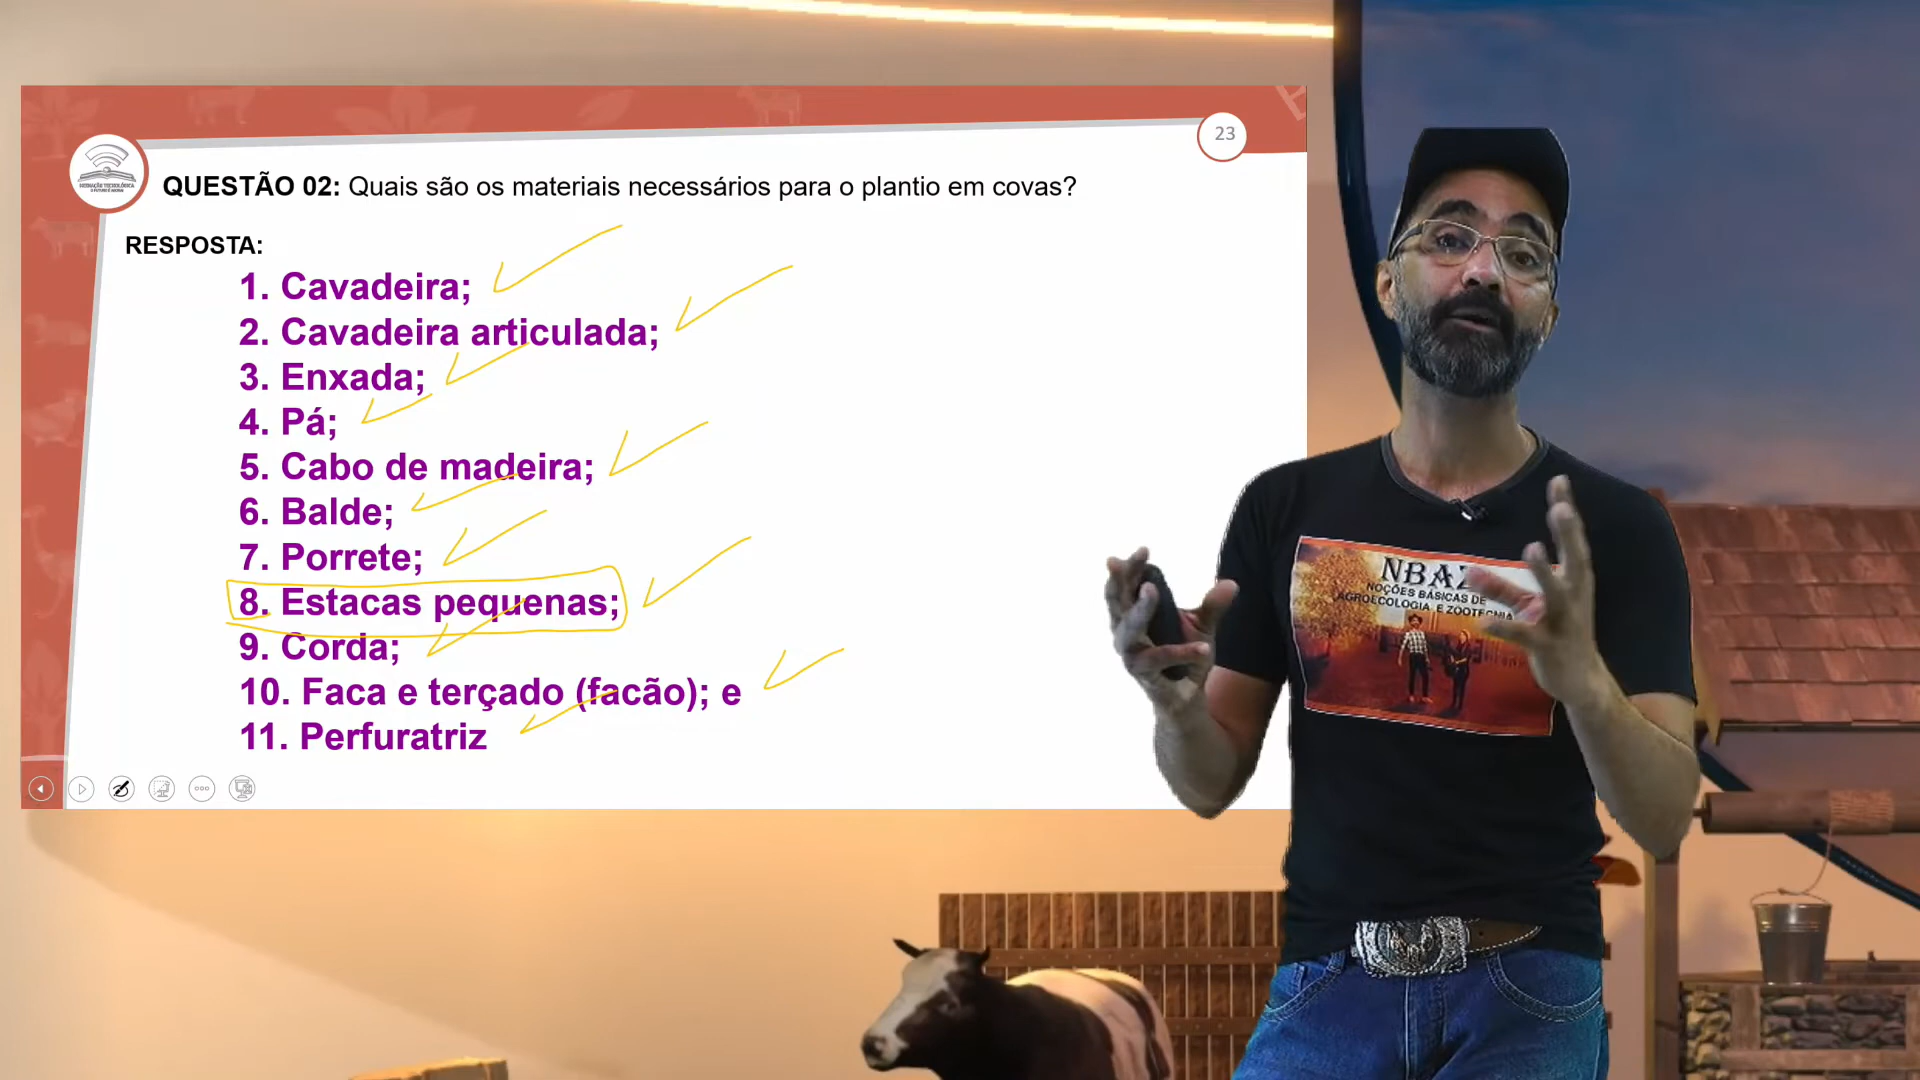 23
MEDIAÇÃO TECNOLÓGICA
QUESTÃO 02: Quais são os materiais necessários para o plantio em covas?
RESPOSTA:
1. Cavadeira;
2. Cavadeira articulada;
3. Enxada;
4. Pá;
5. Cabo de madeira;
6. Balde;
7. Porrete;
8. Estacas pequenas;
9. Corda;
10. Faca e terçado (facão); e
11. Perfuratriz
NOÇÕES BÁSICAS DE
AGROECOLOGIA E ZOOTECNIA